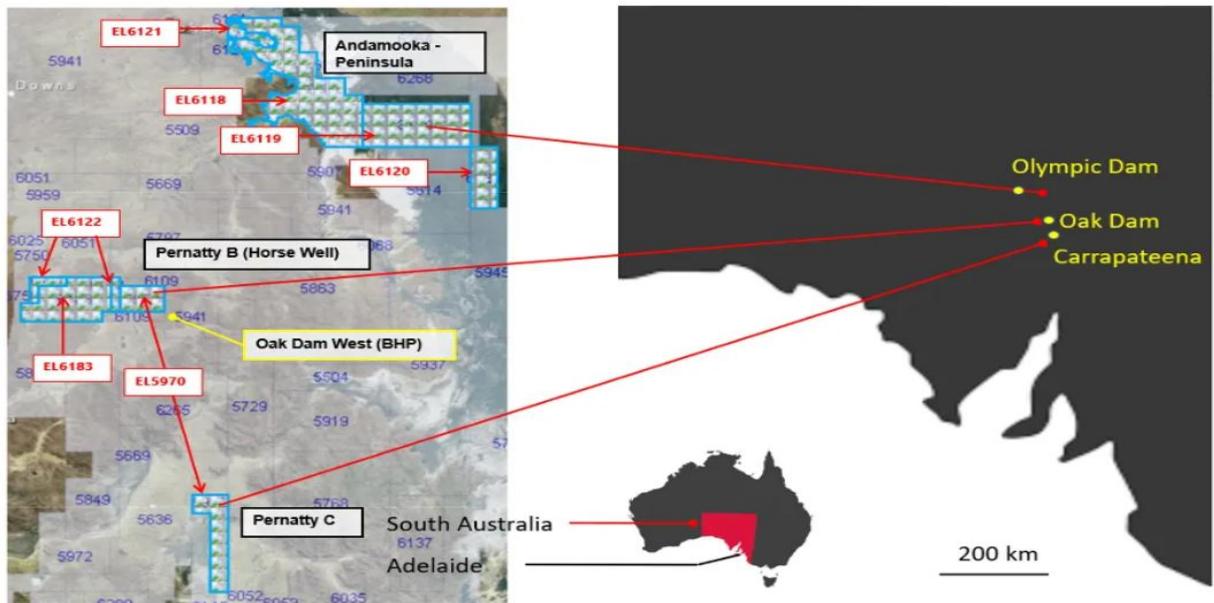 EL6121
Andamooka -
Peninsula
5941
6268
Downs
EL6118
5509
EL6119
EL6120
6051
5669
5959
5941
EL6122
6025
6051
5750
Pernatty B (Horse Well)
5945
6109
5863
6109
5941
Oak Dam West (BHP)
EL6183
EL5970
5937
5504
6265
5729
5919
5669
5849
5768
5636
Pernatty C
6137
5972
6052
6035
Olympic Dam
Oak Dam
Carrapateena
South Australia
Adelaide
200 km